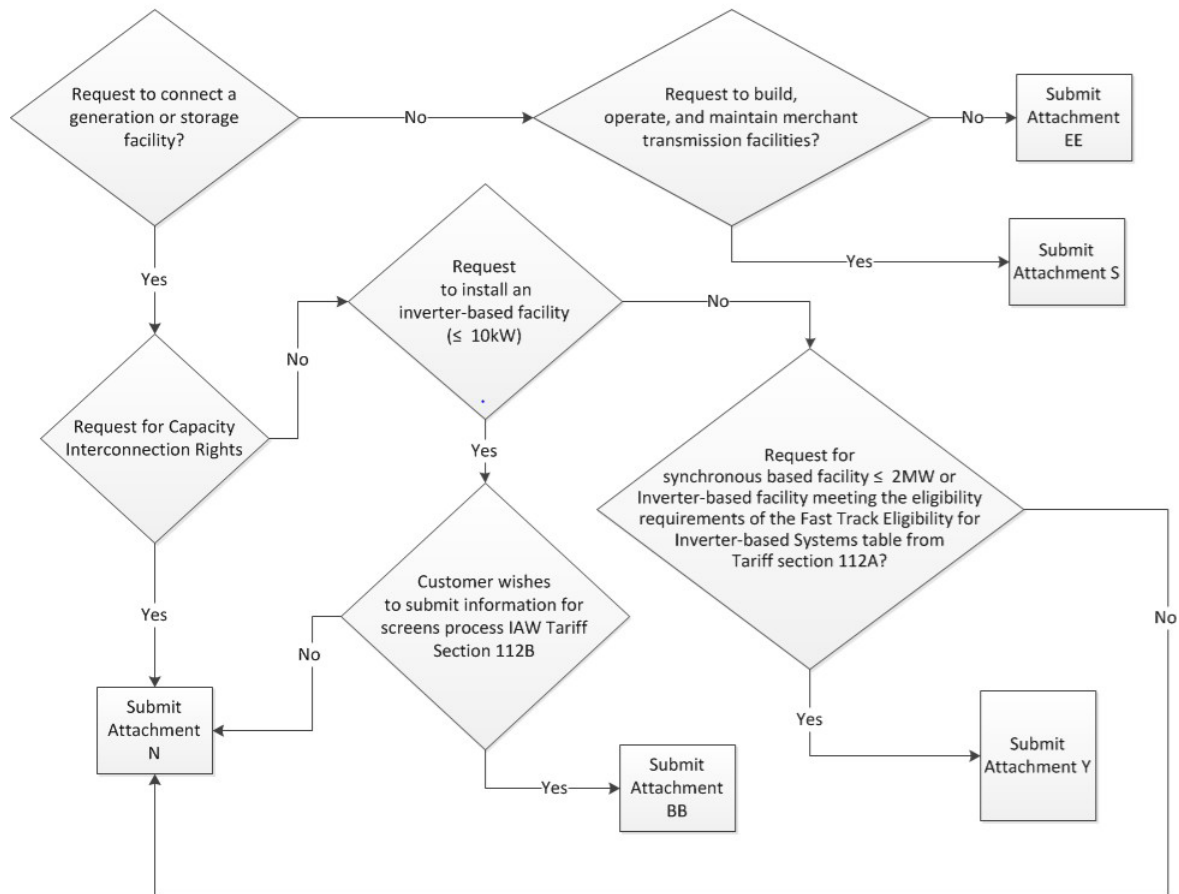 Request to connect a
generation or storage
facility?
No
Request to build,
operate, and maintain merchant
transmission facilities?
No
Submit
Attachment
EE
Yes
Submit
Attachment S
Yes
Request
to install an
inverter-based facility
(≤ 10kW)
No
No
Request for Capacity
Interconnection Rights
Yes
Request for
synchronous based facility ≤ 2MW or
Inverter-based facility meeting the eligibility
requirements of the Fast Track Eligibility for
Inverter-based Systems table from
Tariff section 112A?
Customer wishes
to submit information for
screens process IAW Tariff
Section 112B
Yes
No
No
Submit
Attachment
N
Yes
Submit
Attachment Y
Yes
Submit
Attachment
BB